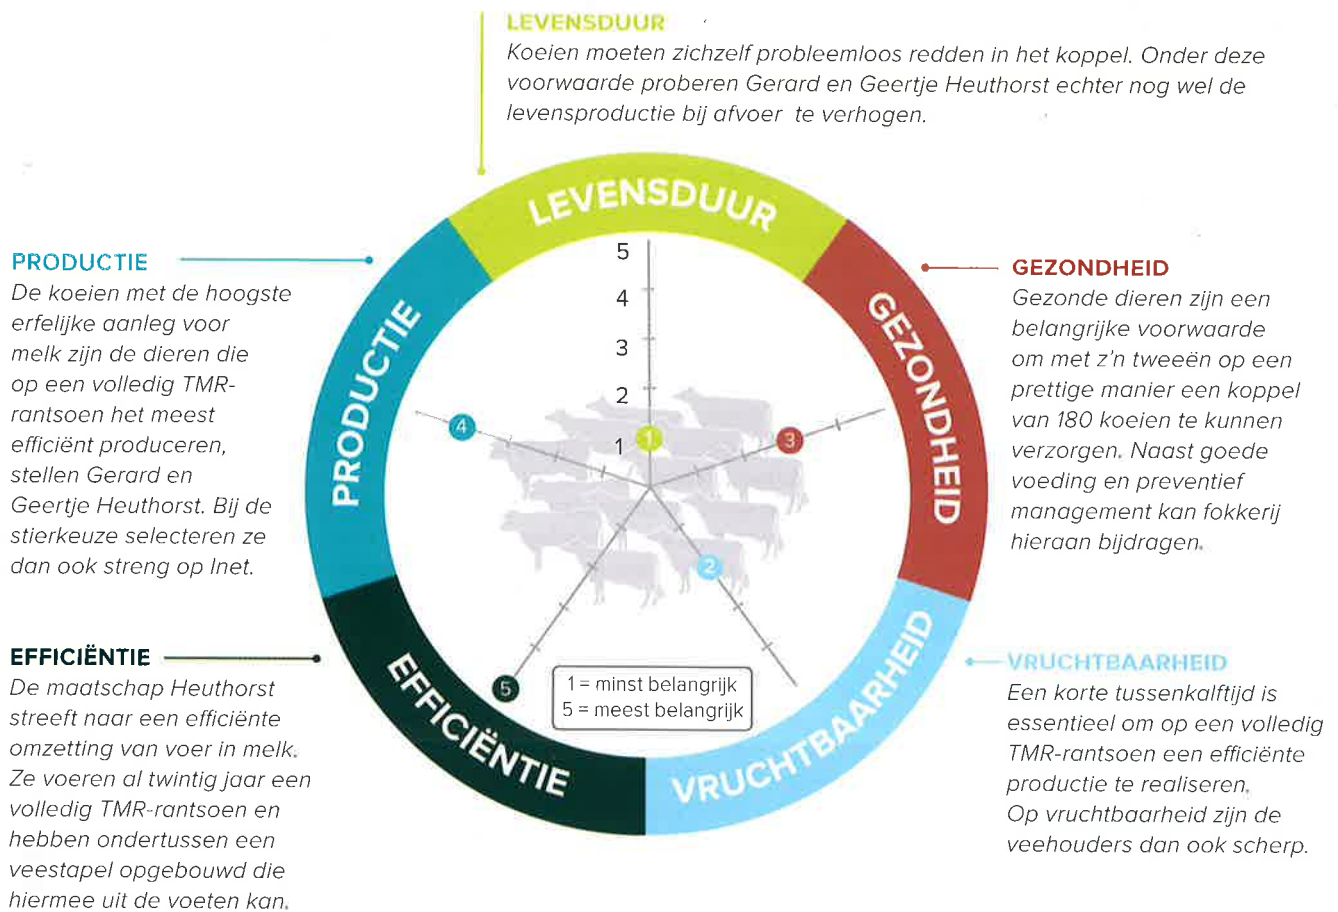 LEVENSDUUR
Koeien moeten zichzelf probleemloos redden in het koppel. Onder deze
voorwaarde proberen Gerard en Geertje Heuthorst echter nog wel de
levensproductie bij afvoer te verhogen.
PRODUCTIE
De koeien met de hoogste
erfelijke aanleg voor
melk zijn de dieren die
op een volledig TMR-
rantsoen het meest
efficiënt produceren,
stellen Gerard en
Geertje Heuthorst. Bij de
stierkeuze selecteren ze
dan ook streng op Inet.
EFFICIËNTIE
De maatschap Heuthorst
streeft naar een efficiënte
omzetting van voer in melk.
Ze voeren al twintig jaar een
volledig TMR-rantsoen en
hebben ondertussen een
veestapel opgebouwd die
hiermee uit de voeten kan.
LEVENSDUUR
GEZONDHEID
VRUCHTBAARHEID
EFFICIËNTIE
PRODUCTIE
5
4
3
2
1
1
3
2
5
4
1 = minst belangrijk
5 = meest belangrijk
GEZONDHEID
Gezonde dieren zijn een
belangrijke voorwaarde
om met z'n tweeën op een
prettige manier een koppel
van 180 koeien te kunnen
verzorgen. Naast goede
voeding en preventief
management kan fokkerij
hieraan bijdragen.
VRUCHTBAARHEID
Een korte tussenkalftijd is
essentieel om op een volledig
TMR-rantsoen een efficiënte
productie te realiseren.
Op vruchtbaarheid zijn de
veehouders dan ook scherp.